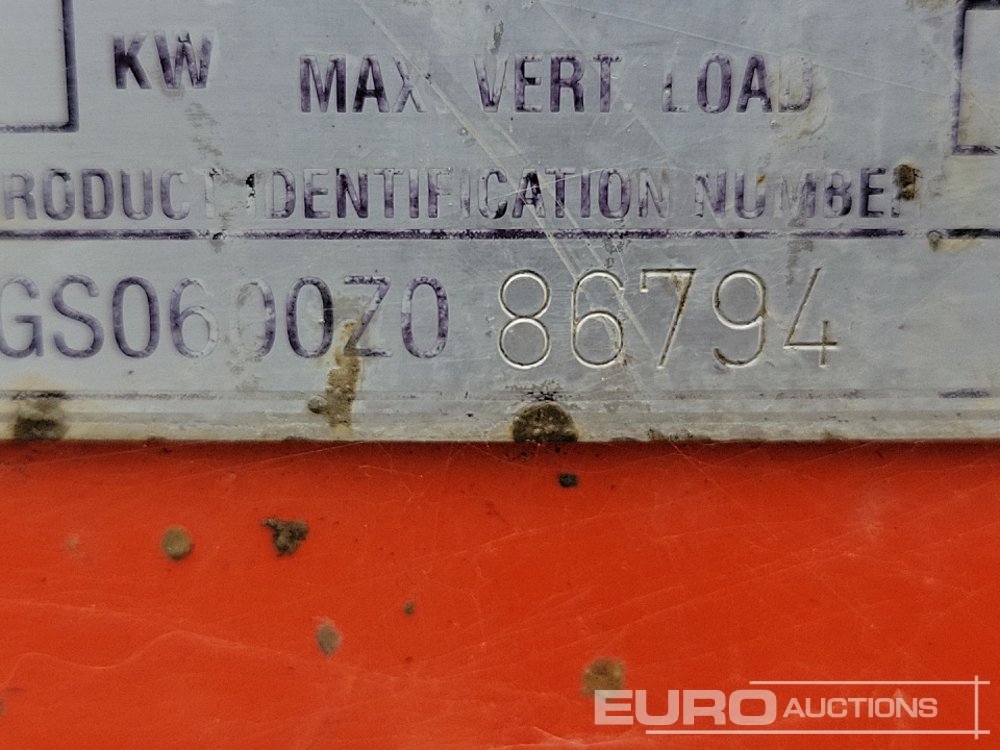 KW MAX. VERT. LOAD
RODUCT IDENTIFICATION NUMBER
GS0600Z0 86794
EURO AUCTIONS